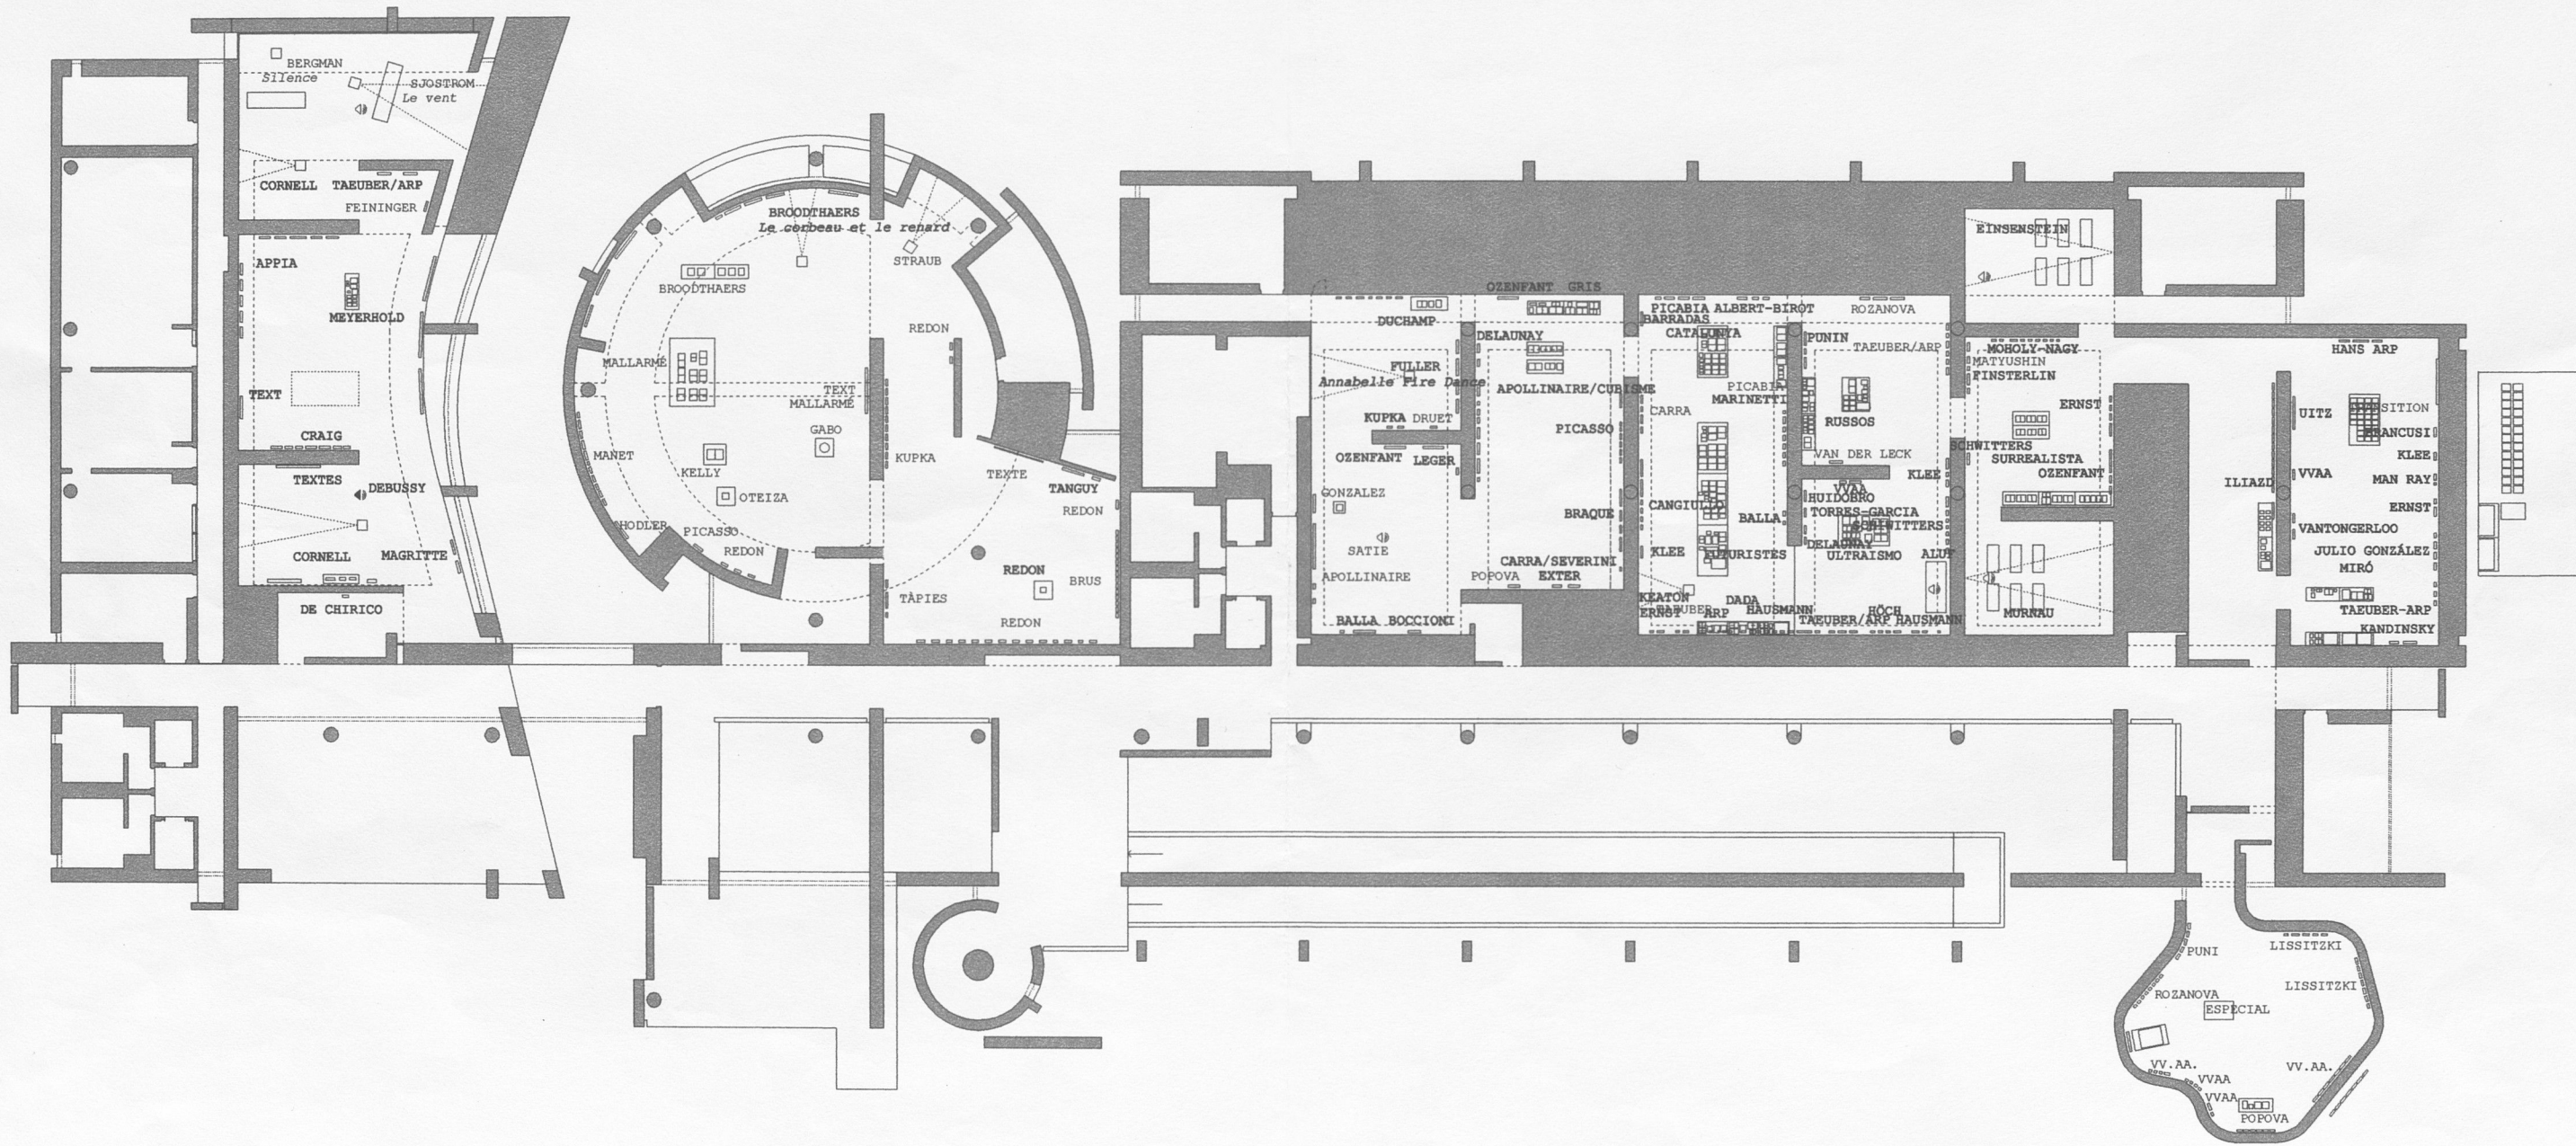 BERGMAN
Silence
SJOSTROM
Le vent
CORNELL
TAEUBER/ARP
FEININGER
APPIA
MEYERHOLD
TEXT
CRAIG
TEXTES
DEBUSSY
CORNELL
MAGRITTE
DE CHIRICO
BROODTHAERS
Le corbeau et le renard
STRAUB
BROODTHAERS
REDON
MALLARMÉ
TEXT
MALLARMÉ
GABO
MANET
KELLY
KUPKA
OTEIZA
TEXTE
TANGUY
REDON
HODLER
PICASSO
REDON
REDON
BRUS
TÀPIES
REDON
DUCHAMP
FULLER
Annabelle Fire Dance
KUPKA
DRUET
OZENFANT
LEGER
GONZALEZ
SATIE
APOLLINAIRE
BALLA
BOCCIONI
OZENFANT
GRIS
DELAUNAY
APOLLINAIRE/CUBISME
PICASSO
BRAQUE
CARRA/SEVERINI
POPOVA
EXTER
PICABIA
ALBERT-BIROT
BARRADAS
CATALUNYA
PICABIA
MARINETTI
CARRA
CANGIULLO
BALLA
KLEE
FUTURISTES
KEATON
TAEUBER
ERNST
ARP
DADA
HAUSMANN
ROZANOVA
PUNIN
TAEUBER/ARP
RUSSOS
VAN DER LECK
KLEE
VVAA
HUIDOBRO
TORRES-GARCIA
SCHWITTERS
DELAUNAY
ULTRAISMO
ALUF
HÖCH
TAEUBER/ARP
HAUSMANN
EINSENSTEIN
MOHOLY-NAGY
MATYUSHIN
FINSTERLIN
ERNST
SCHWITTERS
SURREALISTA
OZENFANT
MURNAU
HANS ARP
UITZ
TRANSITION
BRANCUSI
KLEE
VVAA
MAN RAY
ILIAZD
ERNST
VANTONGERLOO
JULIO GONZÁLEZ
MIRÓ
TAEUBER-ARP
KANDINSKY
PUNI
LISSITZKI
LISSITZKI
ROZANOVA
ESPECIAL
VV.AA.
VVAA
VVAA
VV.AA.
POPOVA